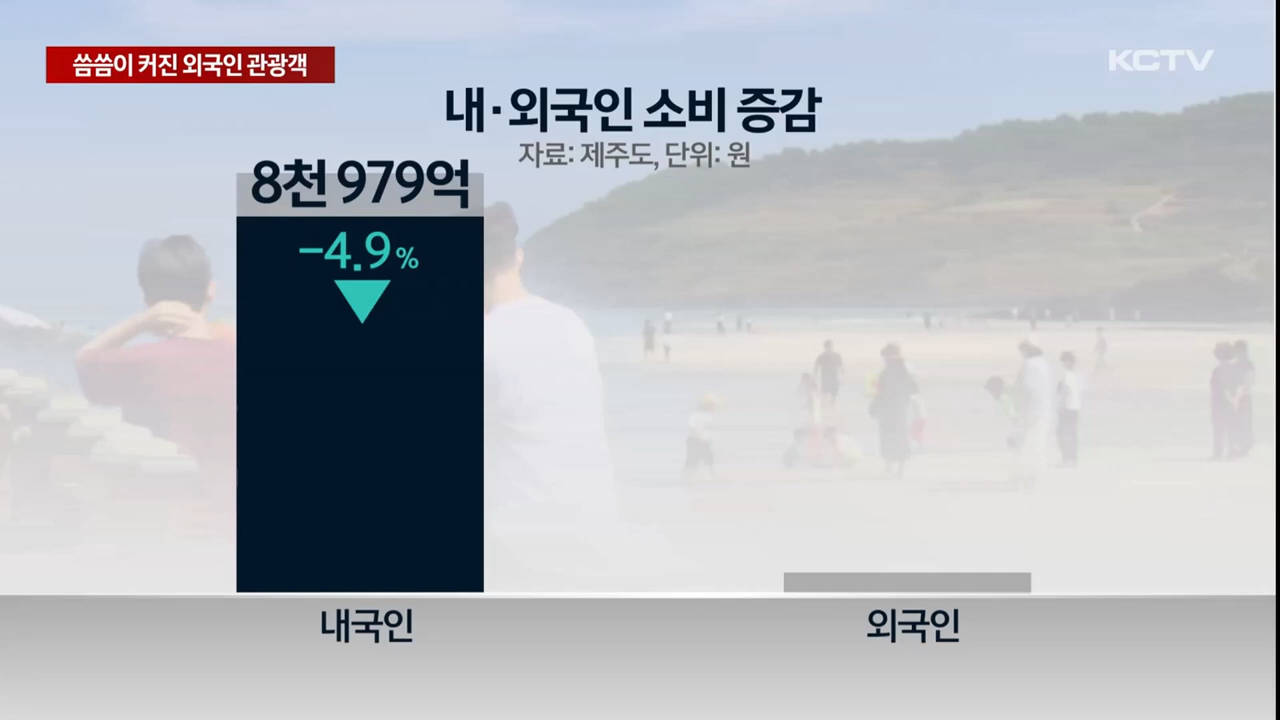 씀씀이 커진 외국인 관광객
KCTV
내·외국인 소비 증감
자료: 제주도, 단위: 원
8천 979억
-4.9%
내국인
외국인